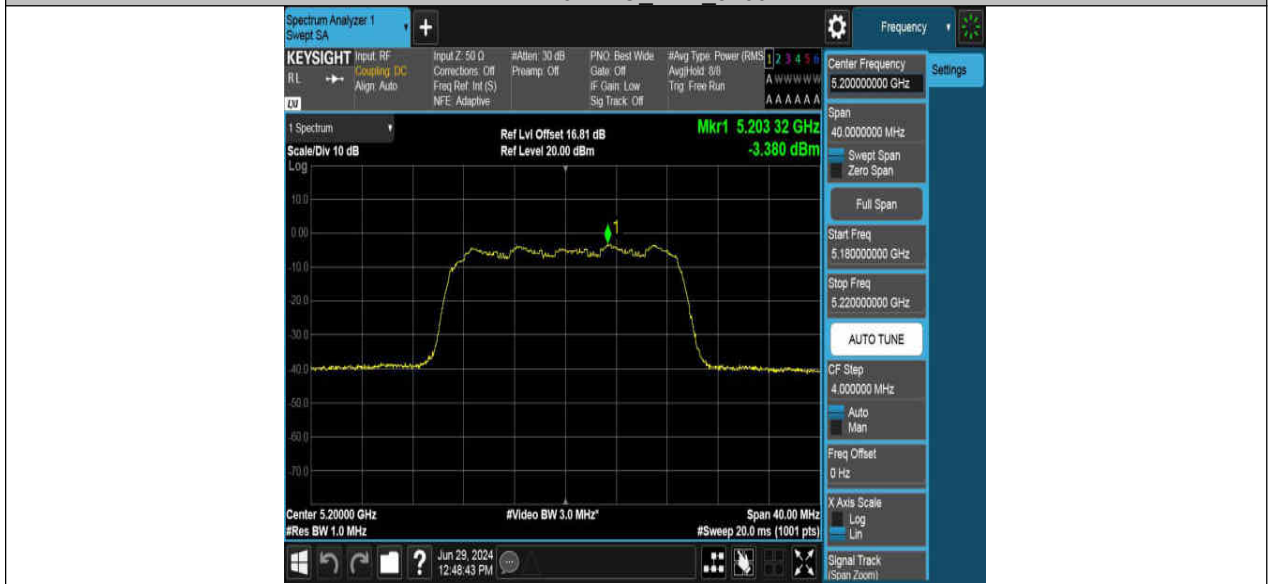 Spectrum Analyzer 1
Swept SA
+
Frequency
KEYSIGHT
RL
LXI
Input: RF
Coupling: DC
Align: Auto
Input Z: 50 Ω
Corrections: Off
Freq Ref: Int (S)
NFE: Adaptive
#Atten: 30 dB
Preamp: Off
PNO: Best Wide
Gate: Off
IF Gain: Low
Sig Track: Off
#Avg Type: Power (RMS
Avg|Hold: 8/8
Trig: Free Run
1 2 3 4 5 6
A W W W W W
A A A A A A
1 Spectrum
Scale/Div 10 dB
Log
Ref Lvl Offset 16.81 dB
Ref Level 20.00 dBm
Mkr1 5.203 32 GHz
-3.380 dBm
10.0
0.00
-10.0
-20.0
-30.0
-40.0
-50.0
-60.0
-70.0
1
Center 5.20000 GHz
#Res BW 1.0 MHz
#Video BW 3.0 MHz*
Span 40.00 MHz
#Sweep 20.0 ms (1001 pts)
?
Jun 29, 2024
12:48:43 PM
Center Frequency
5.200000000 GHz
Settings
Span
40.0000000 MHz
Swept Span
Zero Span
Full Span
Start Freq
5.180000000 GHz
Stop Freq
5.220000000 GHz
AUTO TUNE
CF Step
4.000000 MHz
Auto
Man
Freq Offset
0 Hz
X Axis Scale
Log
Lin
Signal Track
(Span Zoom)